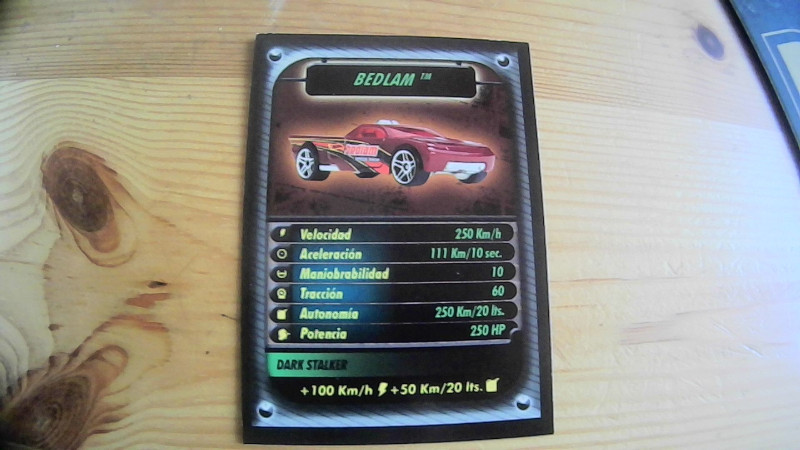 BEDLAM ™
Bedlam
Velocidad 250 Km/h
Aceleración 111 Km/10 sec.
Maniobrabilidad 10
Tracción 60
Autonomía 250 Km/20 lts.
Potencia 250 HP
DARK STALKER
+100 Km/h +50 Km/20 lts.